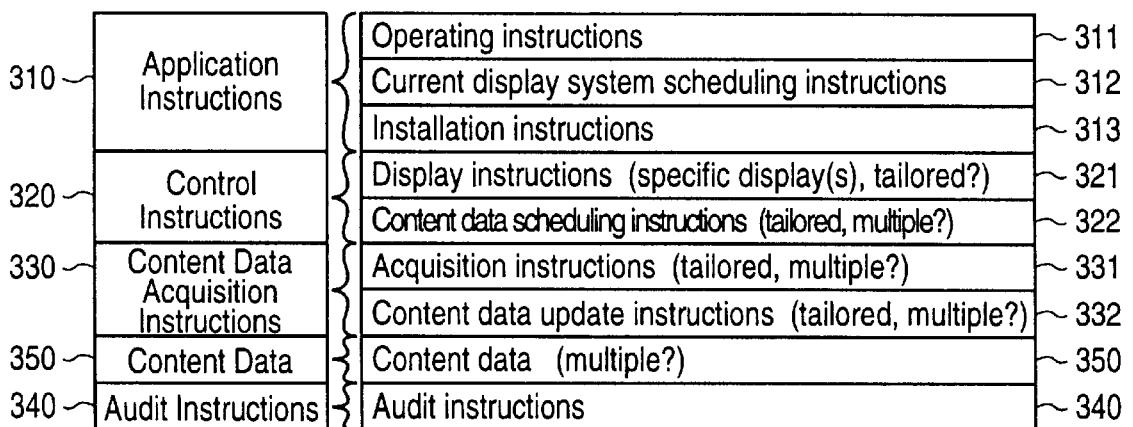 310
Application
Instructions
Operating instructions
311
Current display system scheduling instructions
312
Installation instructions
313
320
Control
Instructions
Display instructions (specific display(s), tailored?)
321
Content data scheduling instructions (tailored, multiple?)
322
330
Content Data
Acquisition
Instructions
Acquisition instructions (tailored, multiple?)
331
Content data update instructions (tailored, multiple?)
332
350
Content Data
Content data (multiple?)
350
340
Audit Instructions
Audit instructions
340